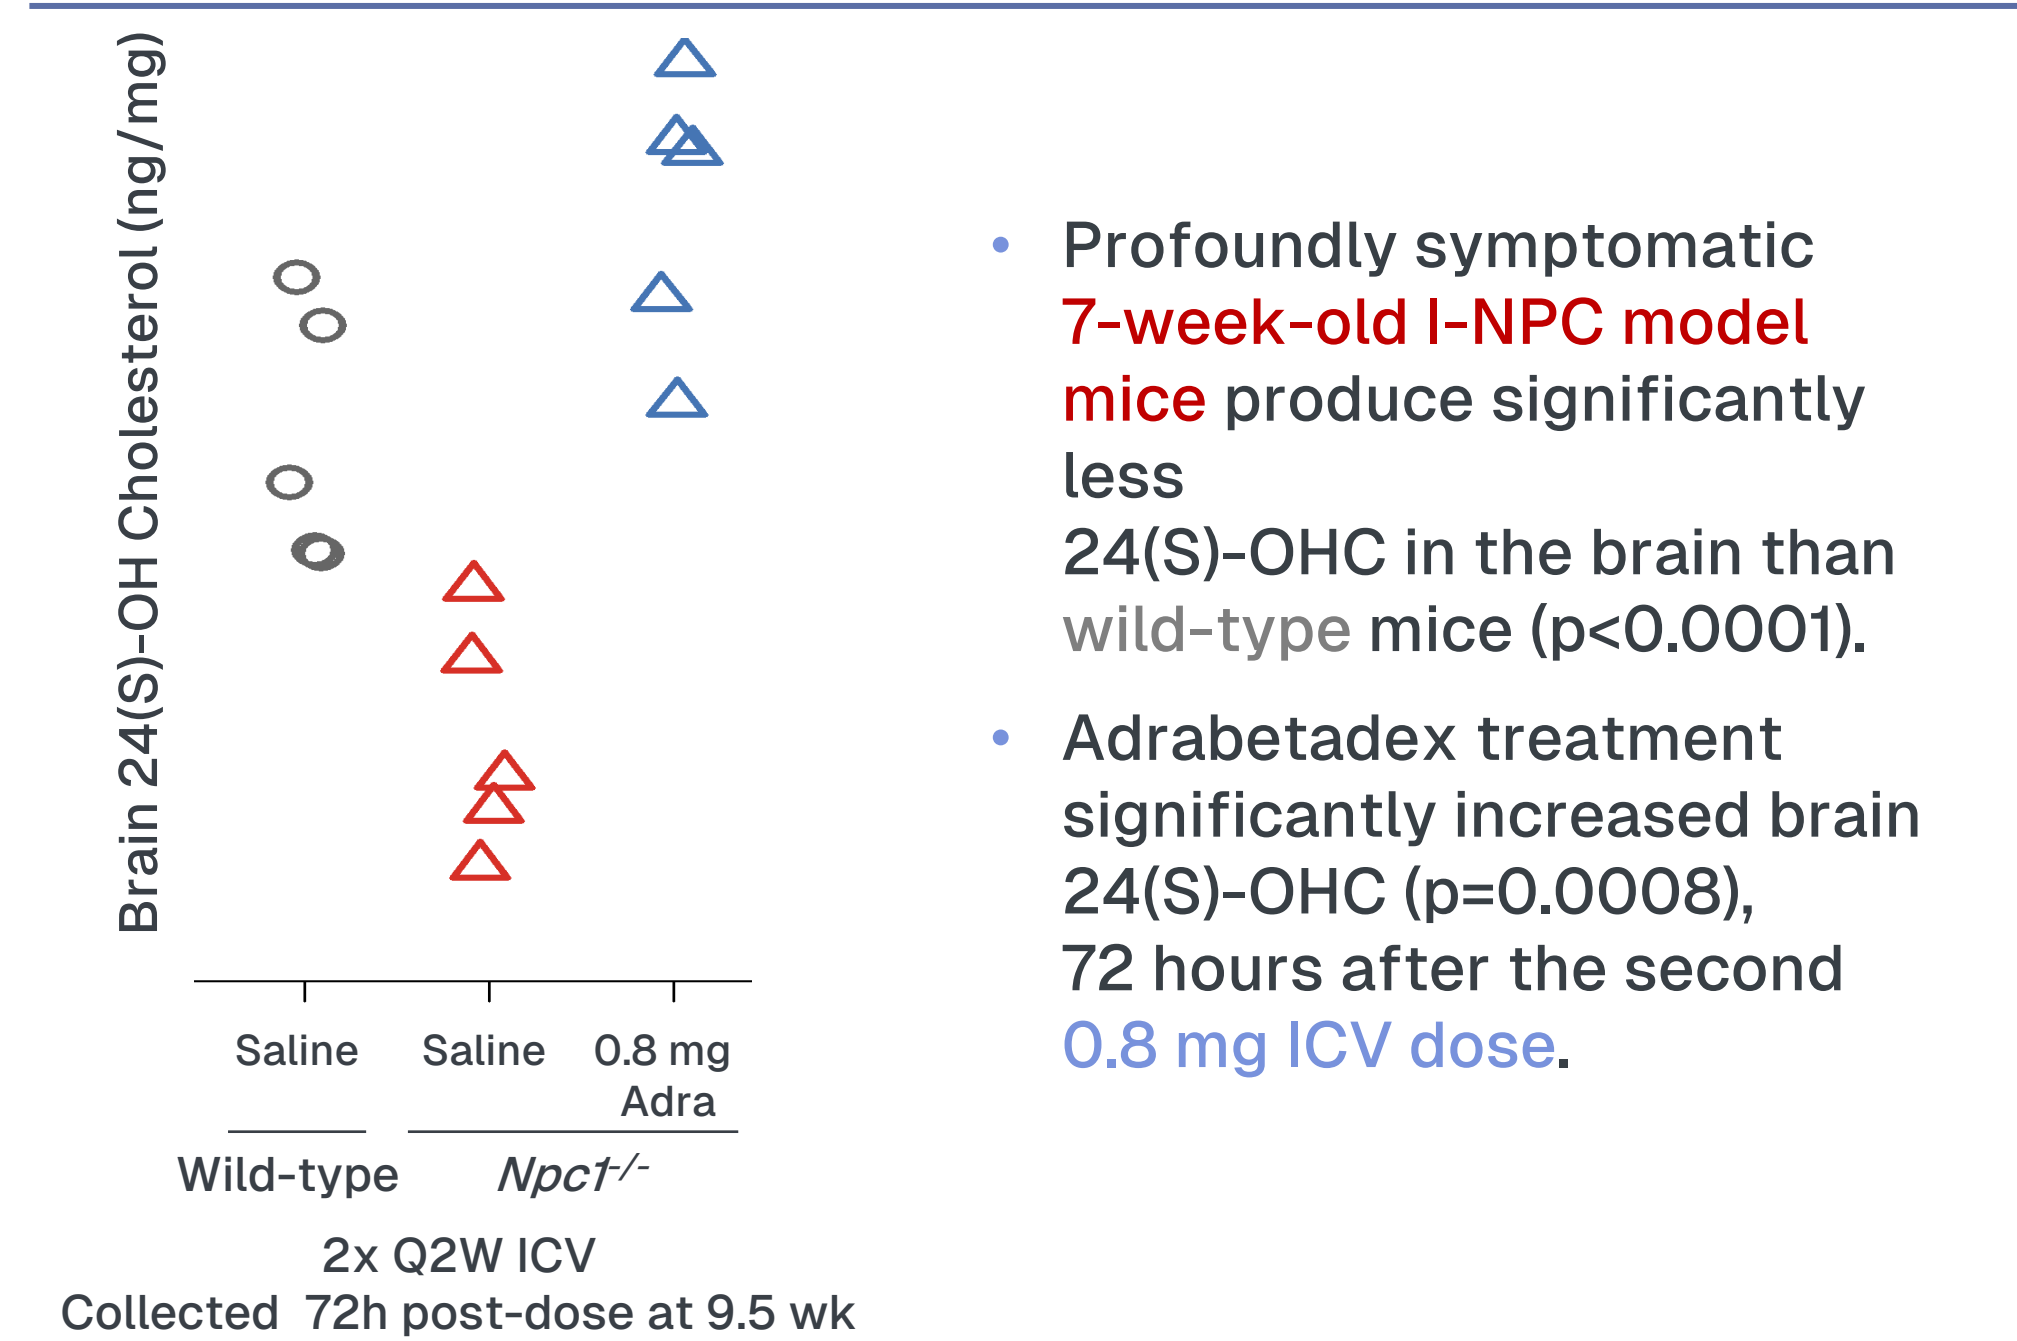 Brain 24(S)-OH Cholesterol (ng/mg)
Saline Saline 0.8 mg
Adra
Wild-type Npc1-/-
2x Q2W ICV
Collected 72h post-dose at 9.5 wk
• Profoundly symptomatic
7-week-old I-NPC model
mice produce significantly
less
24(S)-OHC in the brain than
wild-type mice (p<0.0001).
• Adrabetadex treatment
significantly increased brain
24(S)-OHC (p=0.0008),
72 hours after the second
0.8 mg ICV dose.